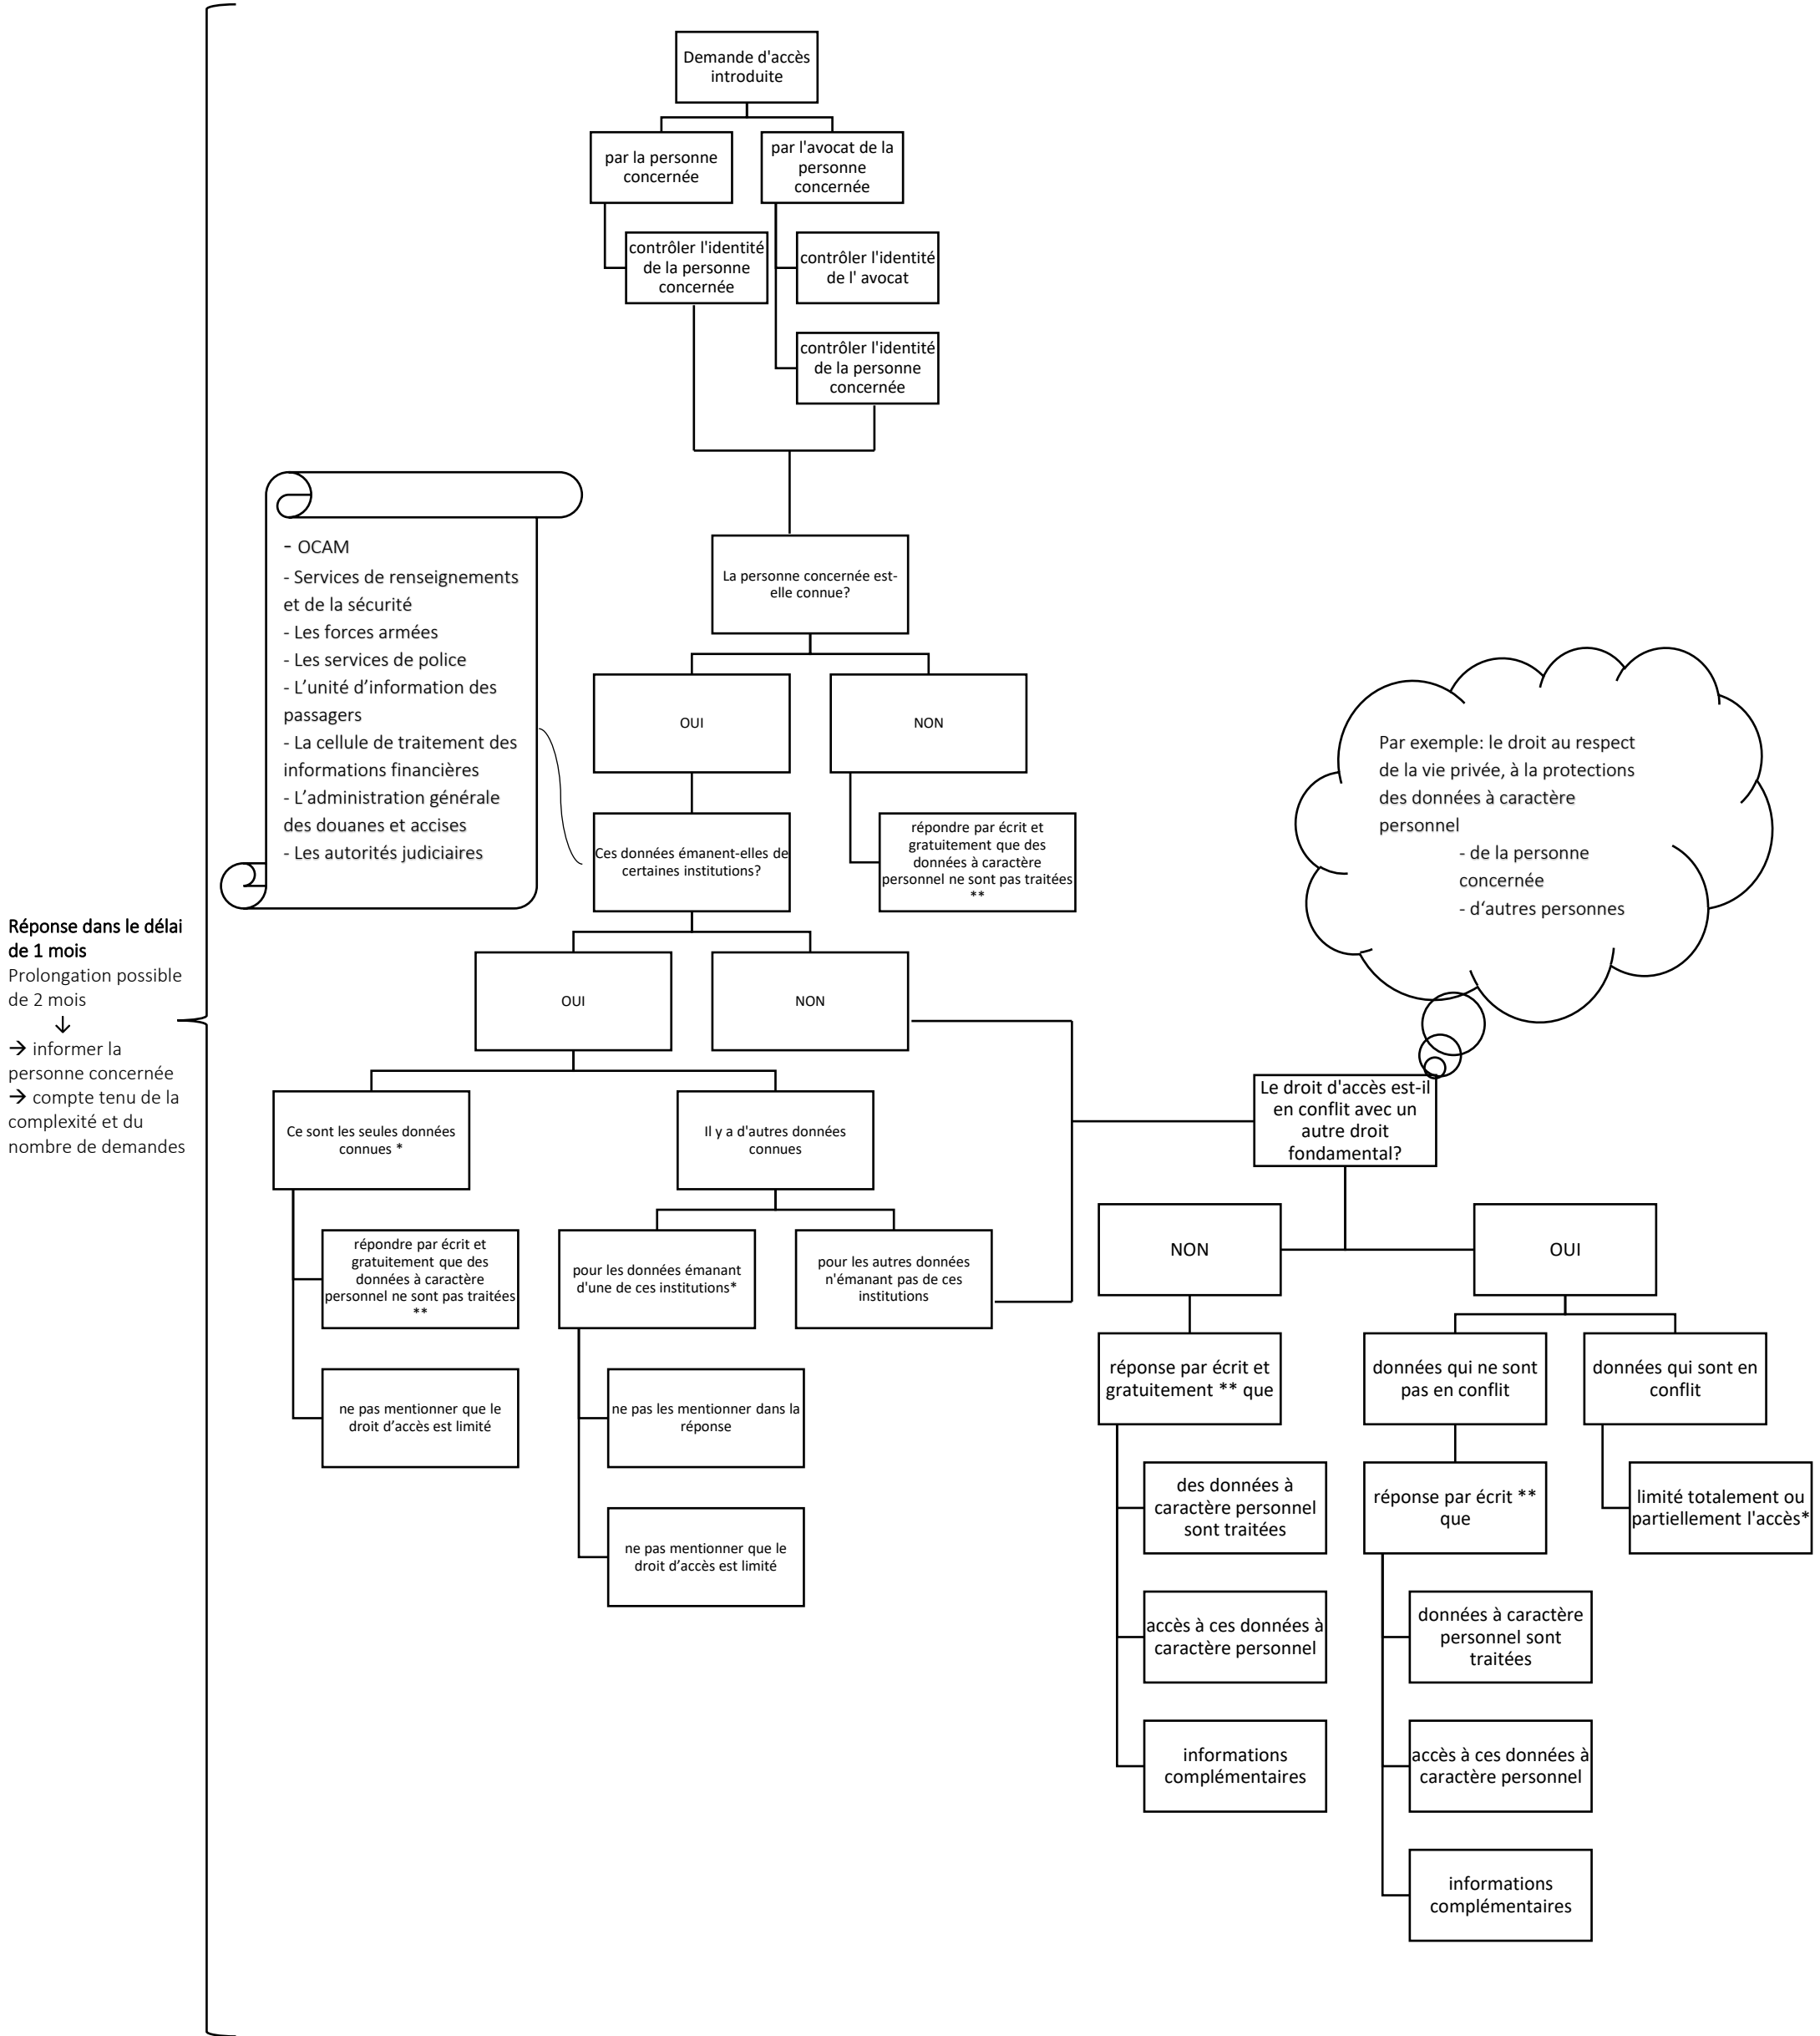 Demande d'accès
introduite
par la personne
concernée
par l'avocat de la
personne
concernée
contrôler l'identité
de la personne
concernée
contrôler l'identité
de l' avocat
contrôler l'identité
de la personne
concernée
- OCAM
- Services de renseignements
et de la sécurité
- Les forces armées
- Les services de police
- L'unité d'information des
passagers
- La cellule de traitement des
informations financières
- L'administration générale
des douanes et accises
- Les autorités judiciaires
La personne concernée est-
elle connue?
OUI
NON
Ces données émanent-elles de
certaines institutions?
répondre par écrit et
gratuitement que des
données à caractère
personnel ne sont pas traitées
**
Par exemple: le droit au respect
de la vie privée, à la protections
des données à caractère
personnel
- de la personne
concernée
- d'autres personnes
Réponse dans le délai
de 1 mois
Prolongation possible
de 2 mois
↓
→ informer la
personne concernée
→ compte tenu de la
complexité et du
nombre de demandes
OUI
NON
Ce sont les seules données
connues *
Il y a d'autres données
connues
Le droit d'accès est-il
en conflit avec un
autre droit
fondamental?
répondre par écrit et
gratuitement que des
données à caractère
personnel ne sont pas traitées
**
pour les données émanant
d'une de ces institutions*
pour les autres données
n'émanant pas de ces
institutions
ne pas mentionner que le
droit d'accès est limité
ne pas les mentionner dans la
réponse
ne pas mentionner que le
droit d'accès est limité
NON
OUI
réponse par écrit et
gratuitement ** que
données qui ne sont
pas en conflit
données qui sont en
conflit
des données à
caractère personnel
sont traitées
réponse par écrit **
que
limité totalement ou
partiellement l'accès*
accès à ces données à
caractère personnel
données à caractère
personnel sont
traitées
informations
complémentaires
accès à ces données à
caractère personnel
informations
complémentaires